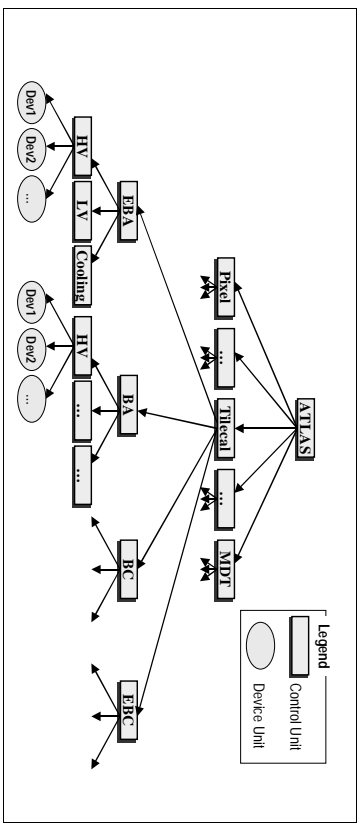 ATLAS
Legend
Control Unit
Device Unit
Pixel
...
Tilecal
...
MDT
EBA
BA
BC
EBC
HV
LV
Cooling
HV
...
...
Dev1
Dev2
...
Dev1
Dev2
...